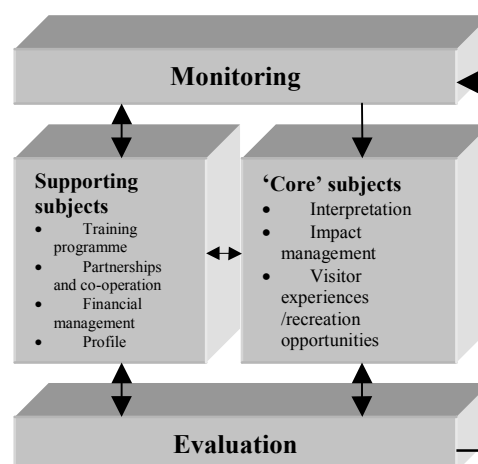 Monitoring
Supporting
subjects
• Training
programme
• Partnerships
and co-operation
• Financial
management
• Profile
‘Core’ subjects
• Interpretation
• Impact
management
• Visitor
experiences
/recreation
opportunities
Evaluation